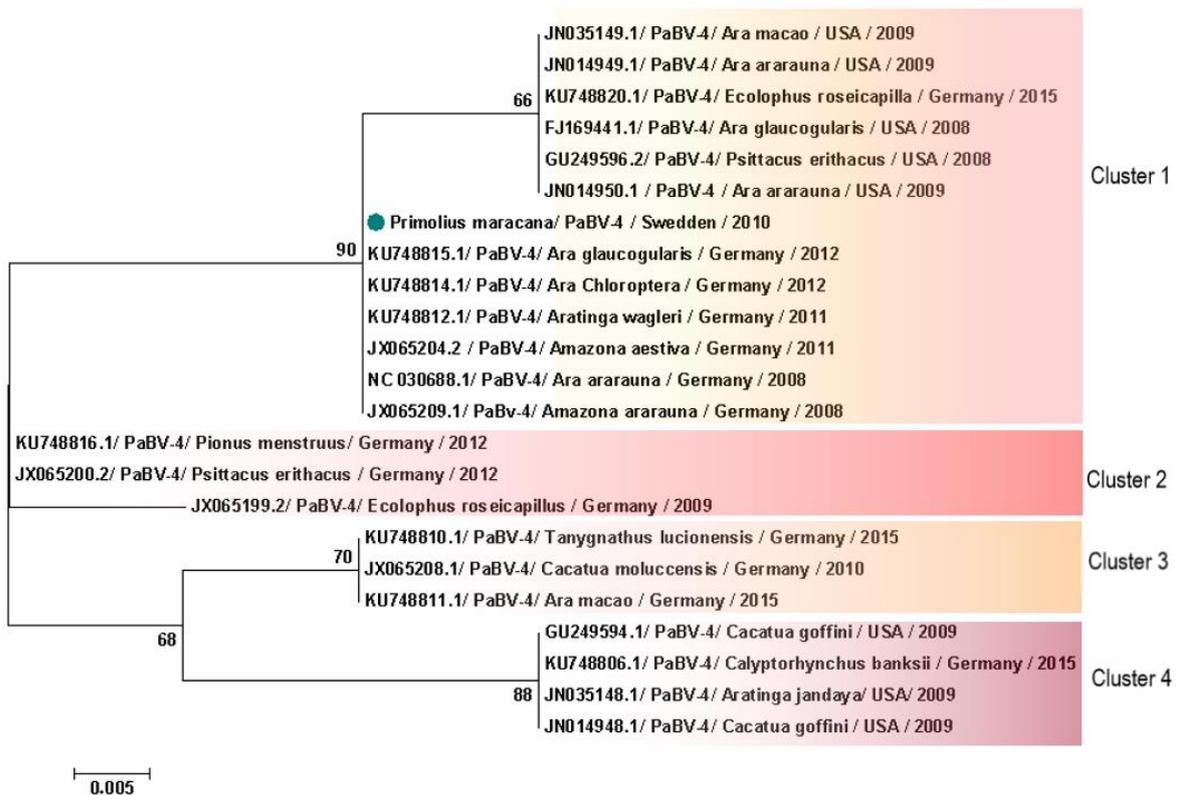 JN035149.1/ PaBV-4/ Ara macao / USA / 2009
JN014949.1/ PaBV-4/ Ara ararauna / USA / 2009
66
KU748820.1/ PaBV-4/ Ecolophus roseicapilla / Germany / 2015
FJ169441.1/ PaBV-4/ Ara glaucogularis / USA / 2008
GU249596.2/ PaBV-4/ Psittacus erithacus / USA / 2008
Cluster 1
JN014950.1 / PaBV-4 / Ara ararauna / USA / 2009
Primolius maracana/ PaBV-4 / Swedden / 2010
90
KU748815.1/ PaBV-4/ Ara glaucogularis / Germany / 2012
KU748814.1/ PaBV-4/ Ara Chloroptera / Germany / 2012
KU748812.1/ PaBV-4/ Aratinga wagleri / Germany / 2011
JX065204.2 / PaBV-4/ Amazona aestiva / Germany / 2011
NC 030688.1/ PaBV-4/ Ara ararauna / Germany / 2008
JX065209.1/ PaBv-4/ Amazona ararauna / Germany / 2008
KU748816.1/ PaBV-4/ Pionus menstruus/ Germany / 2012
JX065200.2/ PaBV-4/ Psittacus erithacus / Germany / 2012
Cluster 2
JX065199.2/ PaBV-4/ Ecolophus roseicapillus / Germany / 2009
KU748810.1/ PaBV-4/ Tanygnathus lucionensis / Germany / 2015
70
JX065208.1/ PaBV-4/ Cacatua moluccensis / Germany / 2010
Cluster 3
KU748811.1/ PaBV-4/ Ara macao / Germany / 2015
68
GU249594.1/ PaBV-4/ Cacatua goffini / USA / 2009
KU748806.1/ PaBV-4/ Calyptorhynchus banksii / Germany / 2015
Cluster 4
88
JN035148.1/ PaBV-4/ Aratinga jandaya/ USA/ 2009
JN014948.1/ PaBV-4/ Cacatua goffini / USA / 2009
0.005